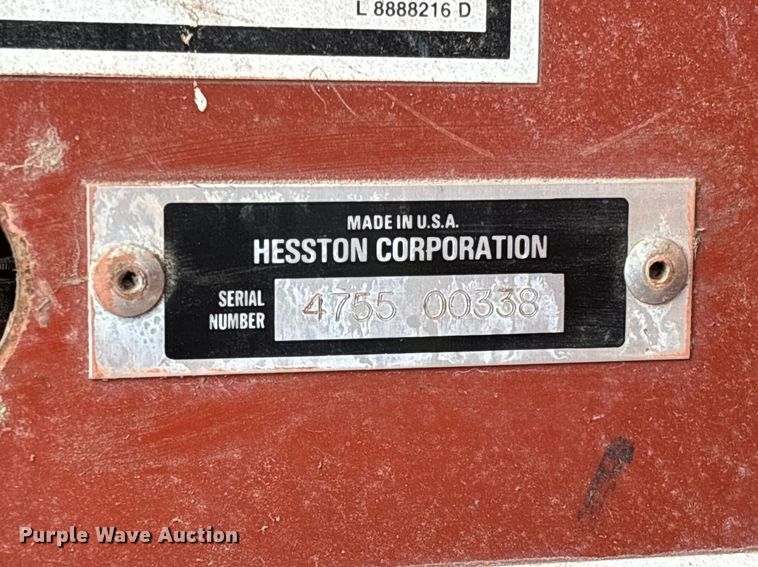 L 8888216 D
MADE IN U.S.A.
HESSTON CORPORATION
SERIAL NUMBER
4755 00338
Purple Wave Auction